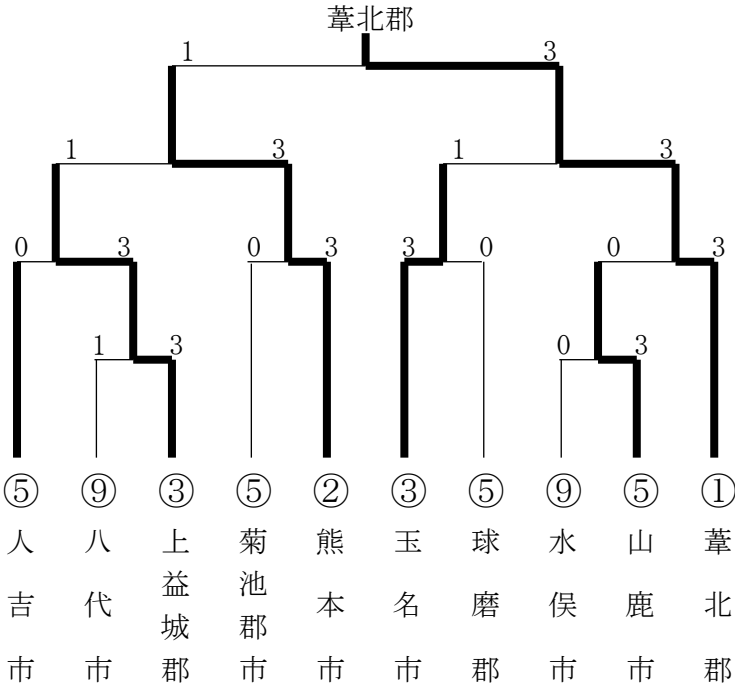 葦北郡
1 3
1 3 1 3
0 3 0 3 3 0 0 3
1 3 0 3
⑤ ⑨ ③ ⑤ ② ③ ⑤ ⑨ ⑤ ①
人吉市
八代市
上益城郡
菊池郡市
熊本市
玉名市
球磨郡
水俣市
山鹿市
葦北郡